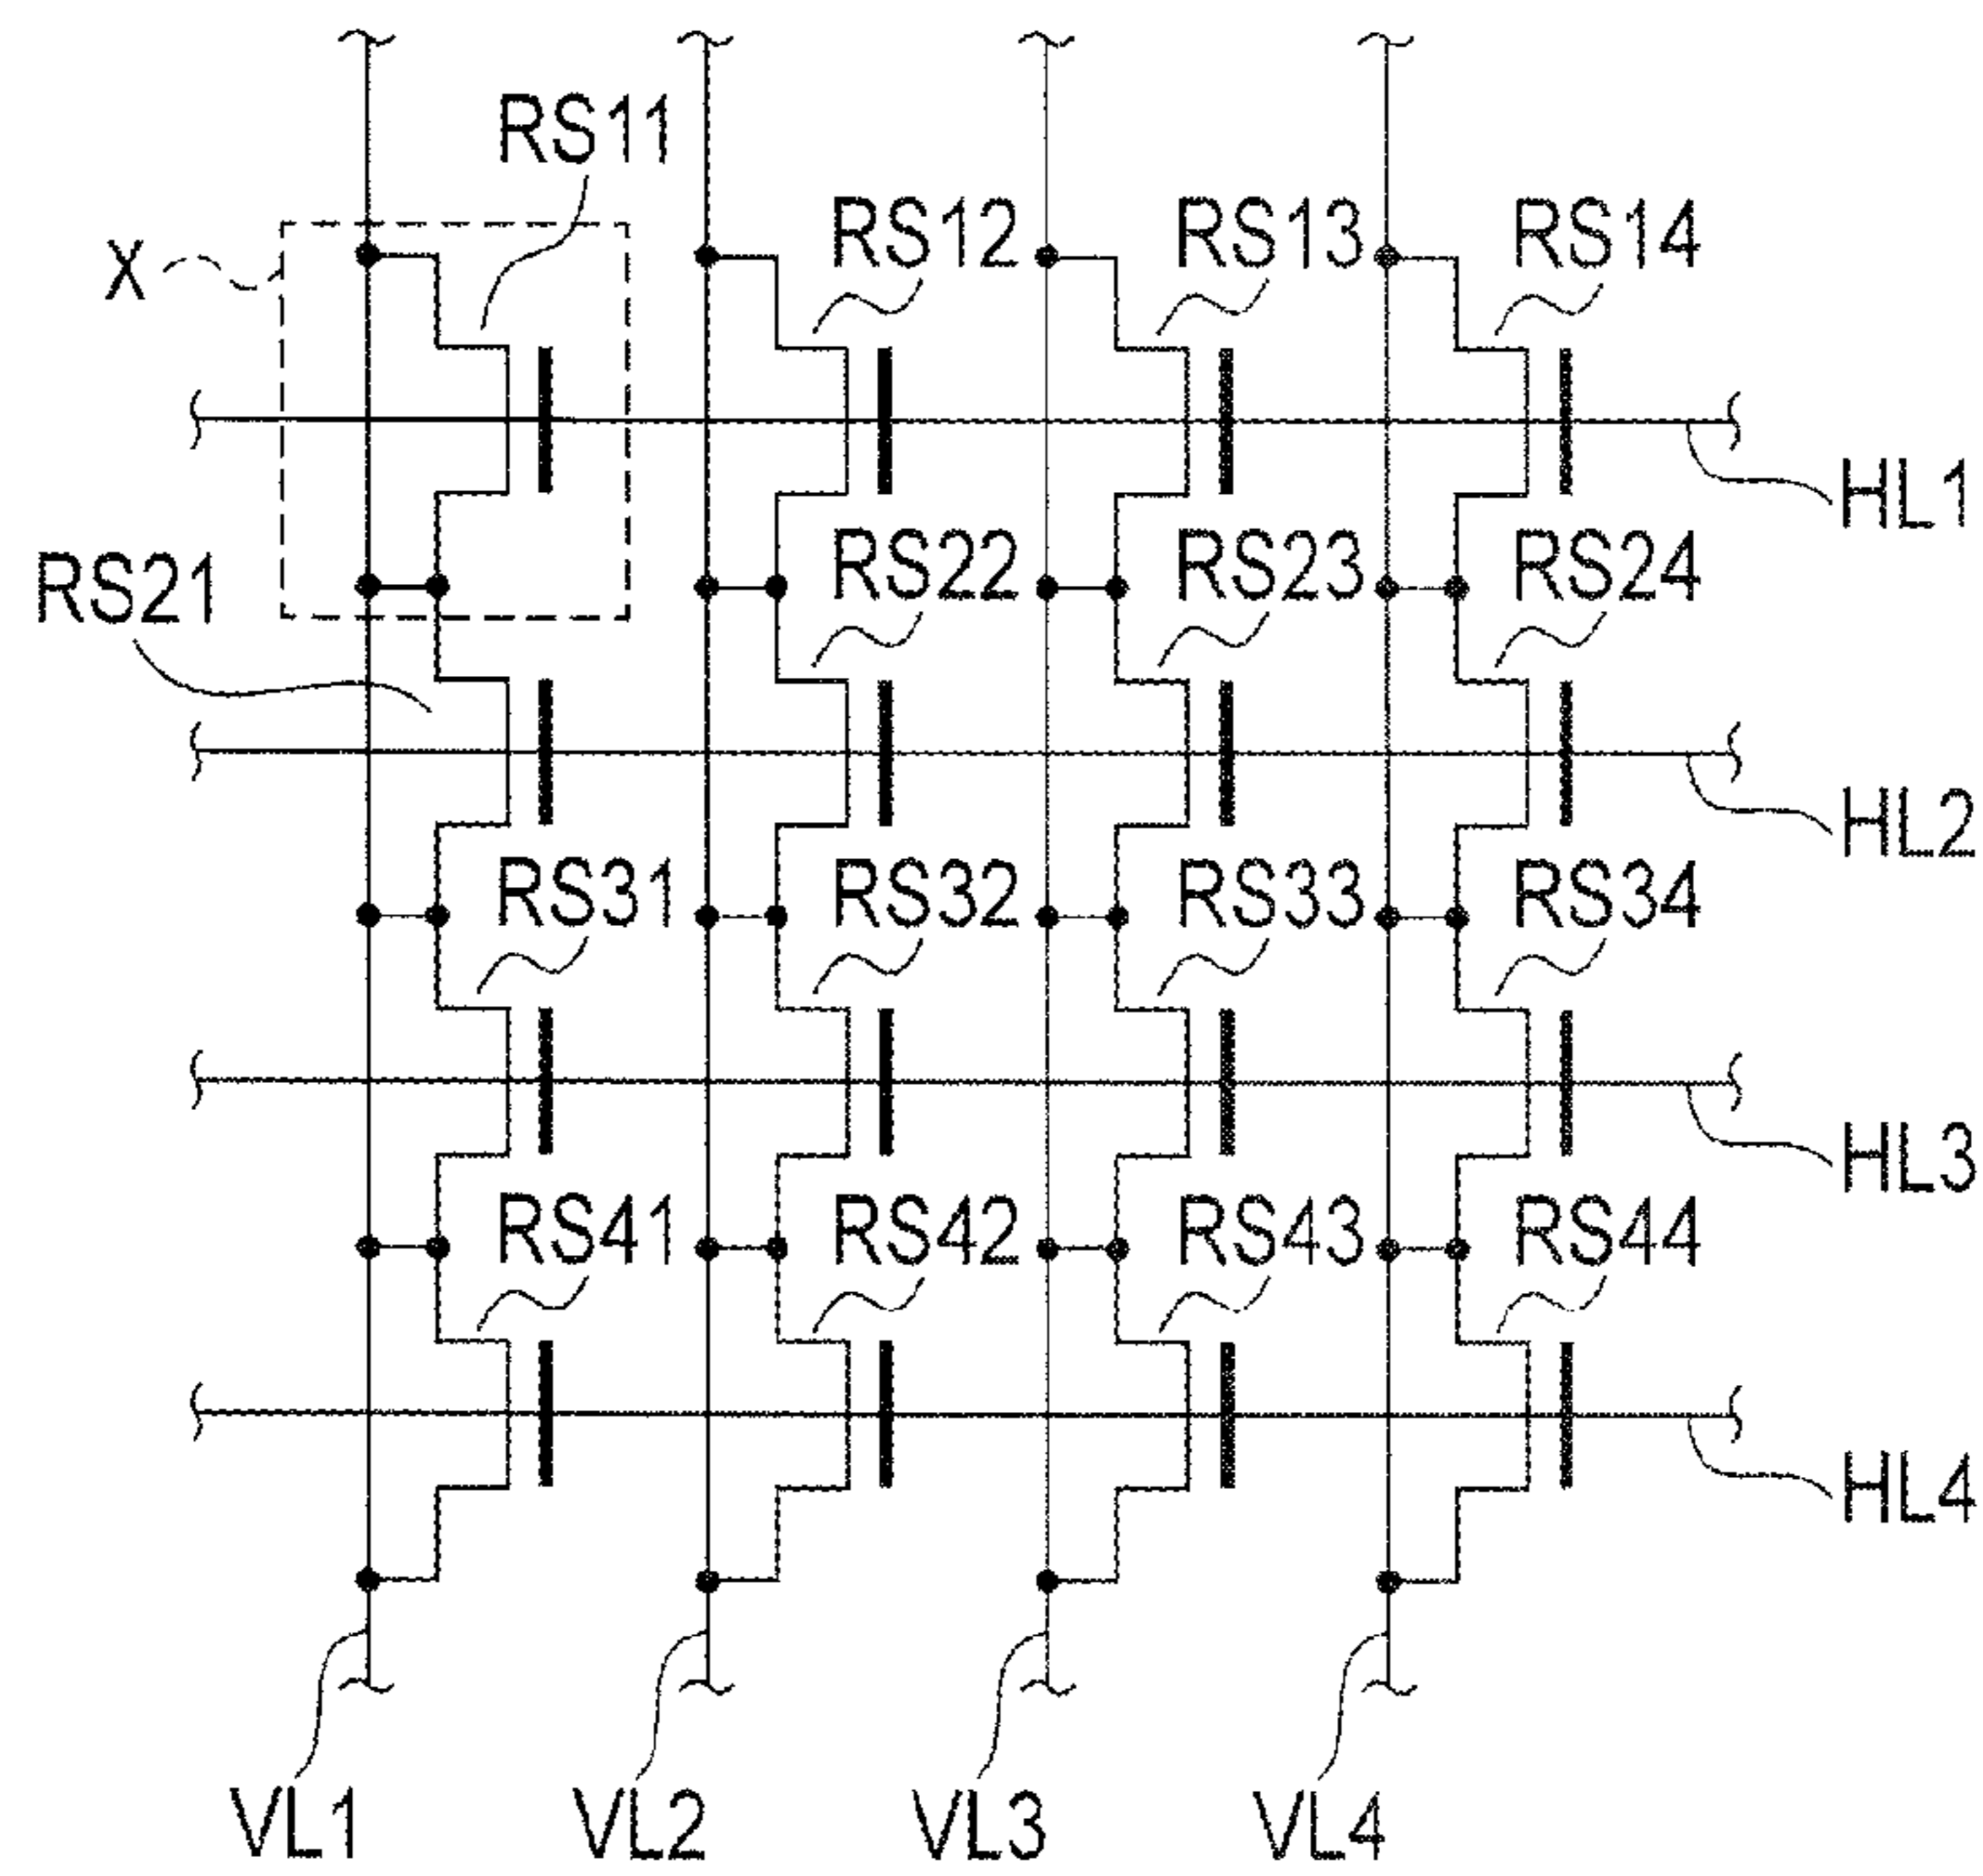 RS11
X
RS12 RS13 RS14
HL1
RS21
RS22 RS23 RS24
HL2
RS31 RS32 RS33 RS34
HL3
RS41 RS42 RS43 RS44
HL4
VL1 VL2 VL3 VL4